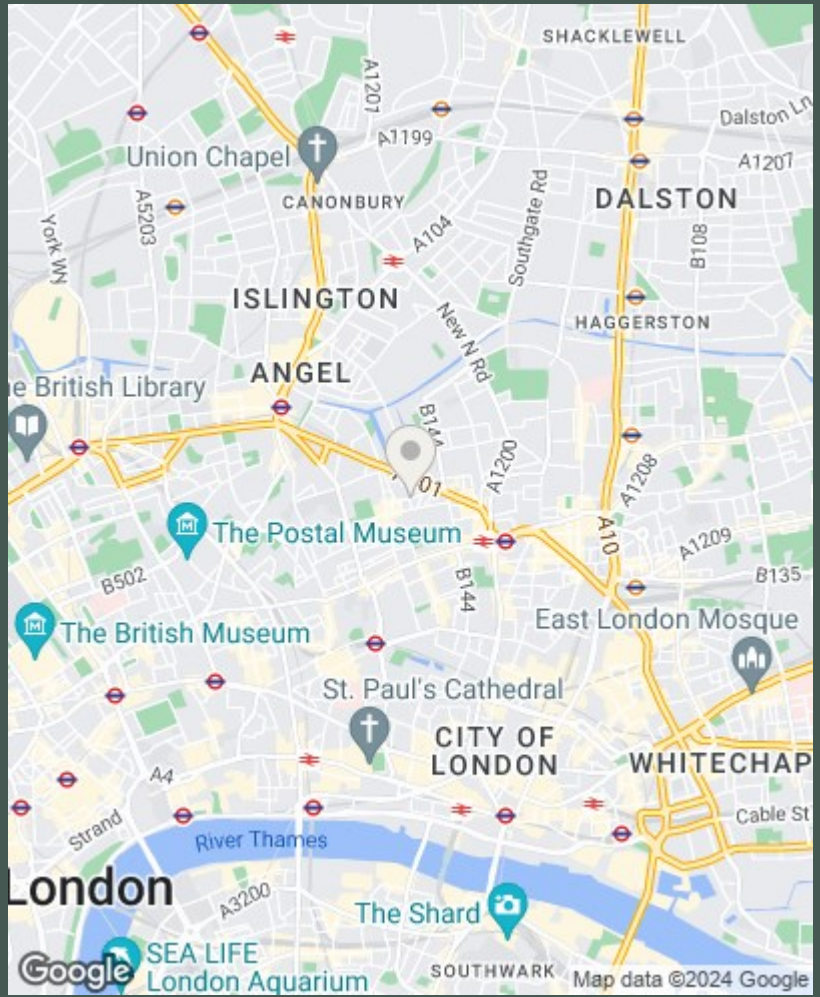 SHACKLEWELL
A1201
Dalston Ln
A1199
Union Chapel
A1207
CANONBURY
DALSTON
A5203
Southgate Rd
York W
A104
B108
ISLINGTON
New N Rd
HAGGERSTON
ANGEL
e British Library
B144
A1200
A1208
01
The Postal Museum
A10
A1209
B502
B144
B135
East London Mosque
The British Museum
St. Paul's Cathedral
CITY OF
LONDON
WHITECHAP
A4
Strand
Cable St
River Thames
London
A3200
The Shard
SEA LIFE
London Aquarium
SOUTHWARK
Google
Map data ©2024 Google